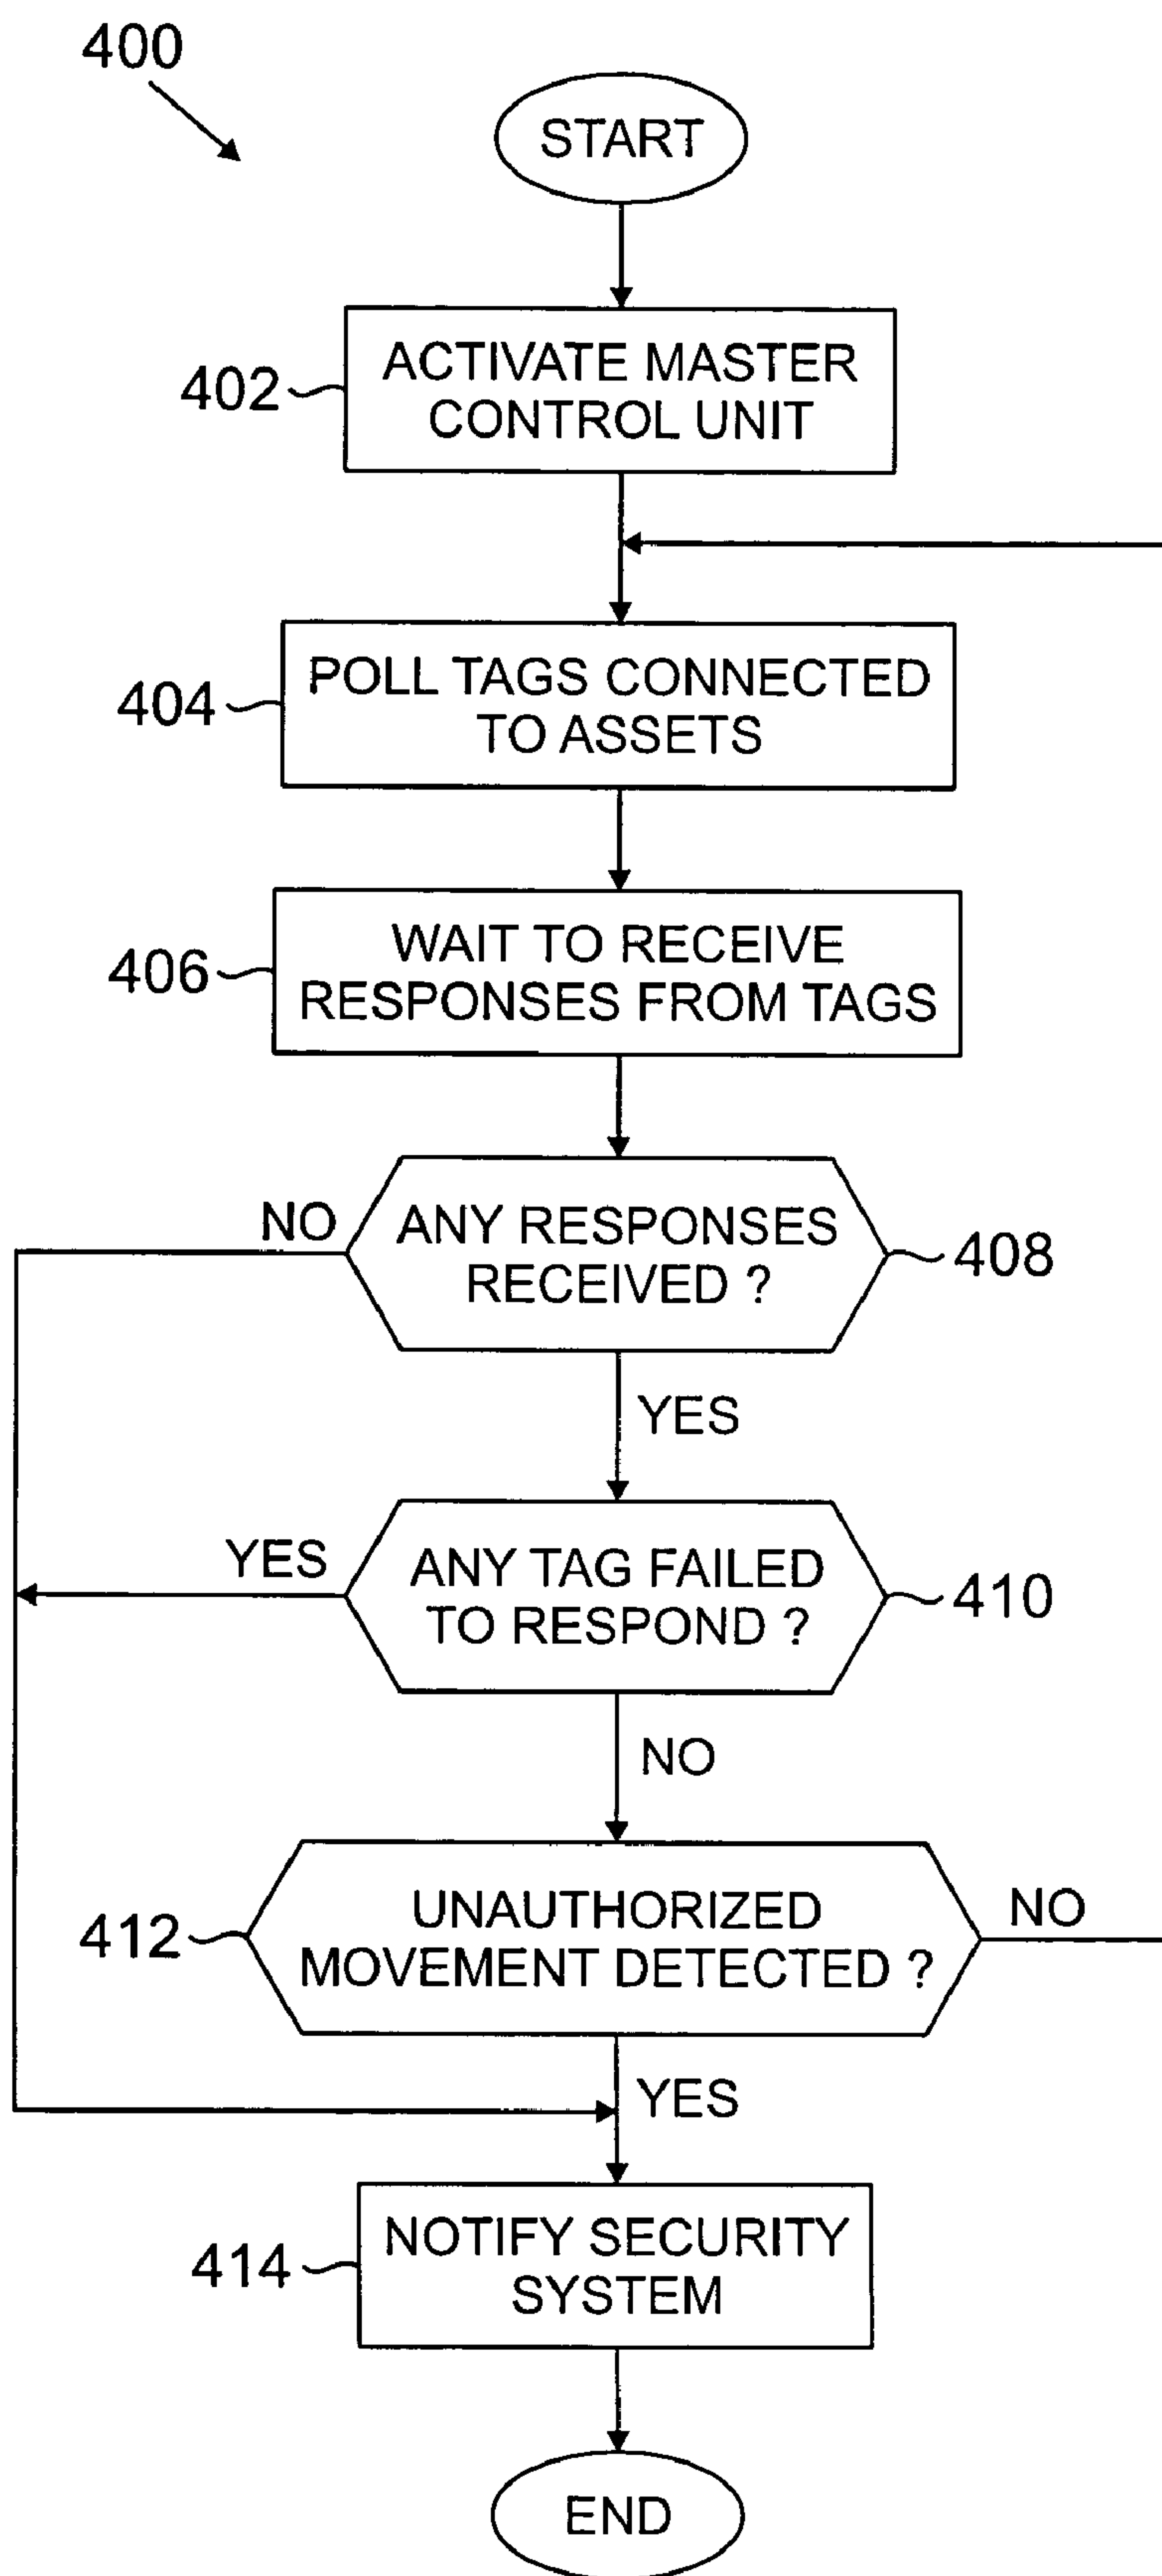 400
START
402
ACTIVATE MASTER
CONTROL UNIT
404
POLL TAGS CONNECTED
TO ASSETS
406
WAIT TO RECEIVE
RESPONSES FROM TAGS
NO
ANY RESPONSES
RECEIVED ?
408
YES
YES
ANY TAG FAILED
TO RESPOND ?
410
NO
412
UNAUTHORIZED
MOVEMENT DETECTED ?
NO
YES
414
NOTIFY SECURITY
SYSTEM
END